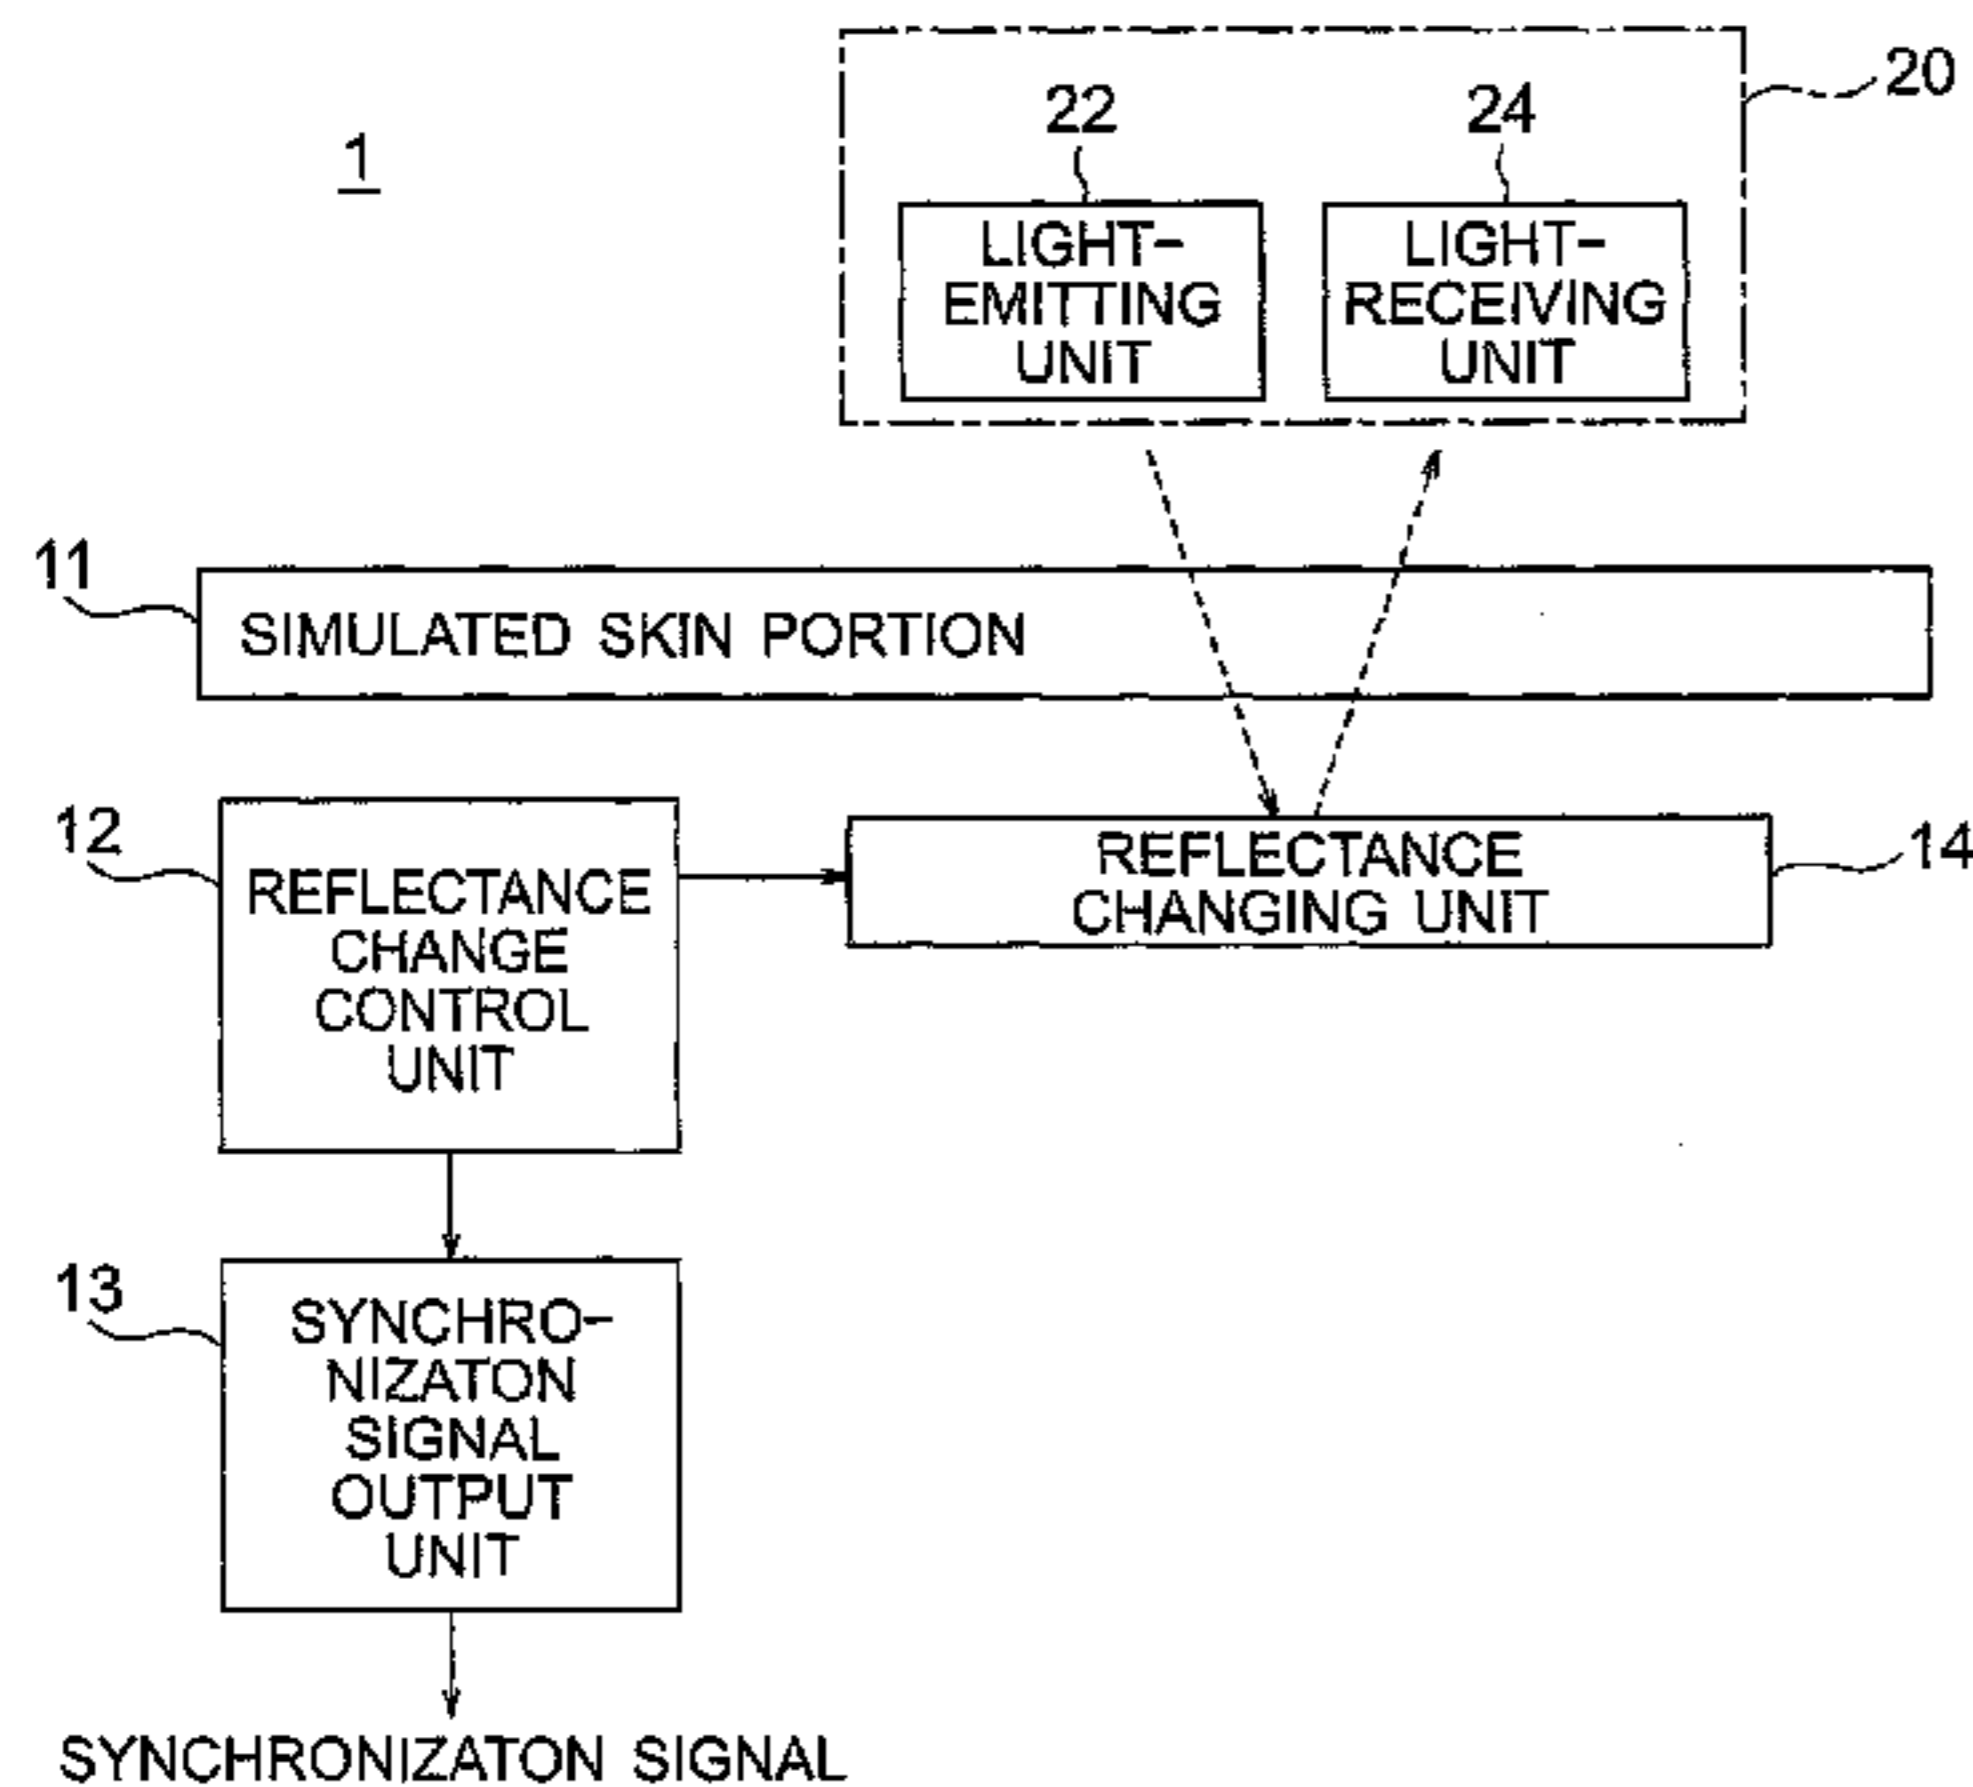 20
22
24
1
LIGHT-
EMITTING
UNIT
LIGHT-
RECEIVING
UNIT
11
SIMULATED SKIN PORTION
12
REFLECTANCE
CHANGE
CONTROL
UNIT
REFLECTANCE
CHANGING UNIT
14
13
SYNCHRO-
NIZATON
SIGNAL
OUTPUT
UNIT
SYNCHRONIZATON SIGNAL